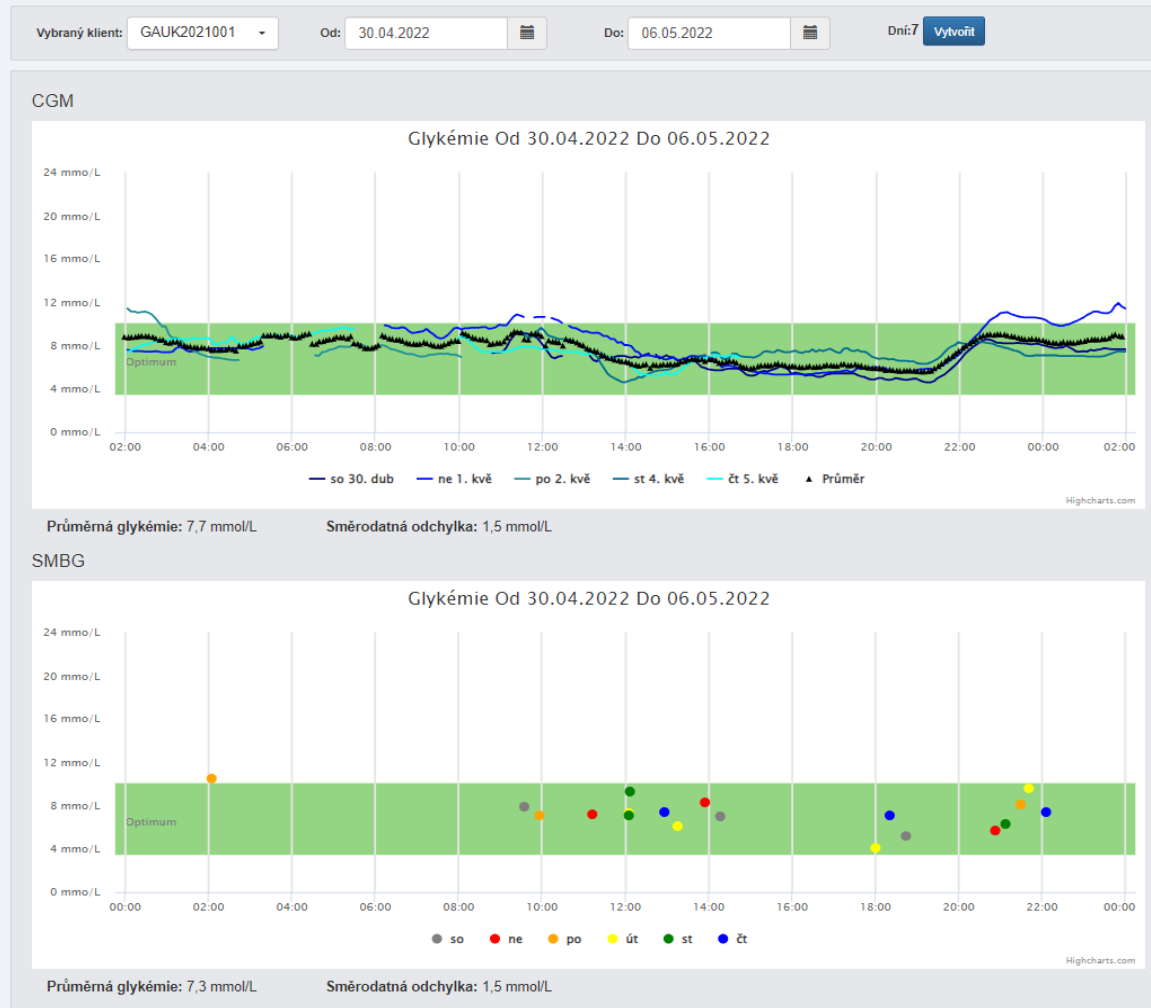 Vybraný klient: GAUK2021001 Od: 30.04.2022 Do: 06.05.2022 Dní:7 Vytvořit
CGM
Glykémie Od 30.04.2022 Do 06.05.2022
24 mmo/L
20 mmo/L
16 mmo/L
12 mmo/L
8 mmo/L
Optimum
4 mmo/L
0 mmo/L
02:00 04:00 06:00 08:00 10:00 12:00 14:00 16:00 18:00 20:00 22:00 00:00 02:00
so 30. dub ne 1. kvě po 2. kvě st 4. kvě čt 5. kvě Průměr
Highcharts.com
Průměrná glykémie: 7,7 mmol/L Směrodatná odchylka: 1,5 mmol/L
SMBG
Glykémie Od 30.04.2022 Do 06.05.2022
24 mmo/L
20 mmo/L
16 mmo/L
12 mmo/L
8 mmo/L
Optimum
4 mmo/L
0 mmo/L
00:00 02:00 04:00 06:00 08:00 10:00 12:00 14:00 16:00 18:00 20:00 22:00 00:00
so ne po út st čt
Highcharts.com
Průměrná glykémie: 7,3 mmol/L Směrodatná odchylka: 1,5 mmol/L